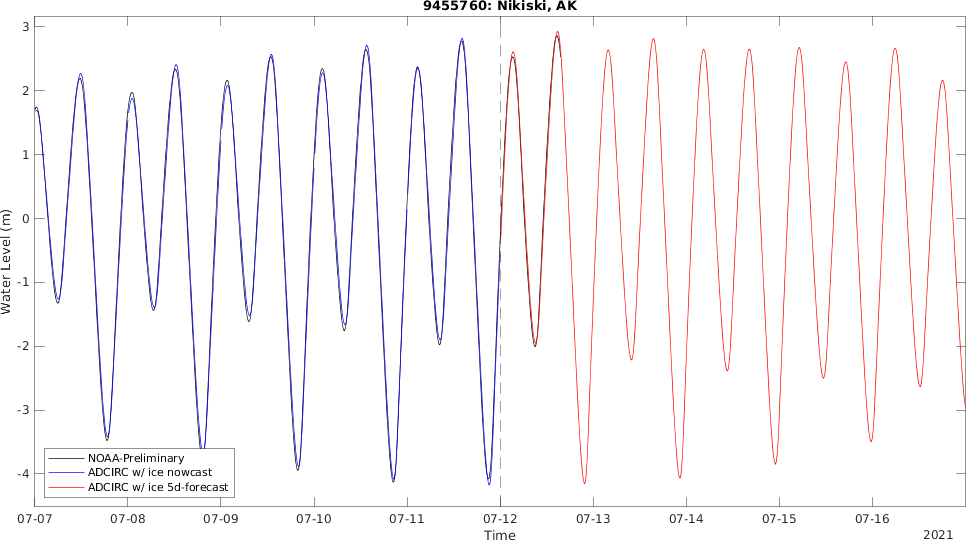 9455760: Nikiski, AK
3
2
1
0
-1
-2
-3
-4
Water Level (m)
NOAA-Preliminary
ADCIRC w/ ice nowcast
ADCIRC w/ ice 5d-forecast
07-07 07-08 07-09 07-10 07-11 07-12 07-13 07-14 07-15 07-16
Time
2021